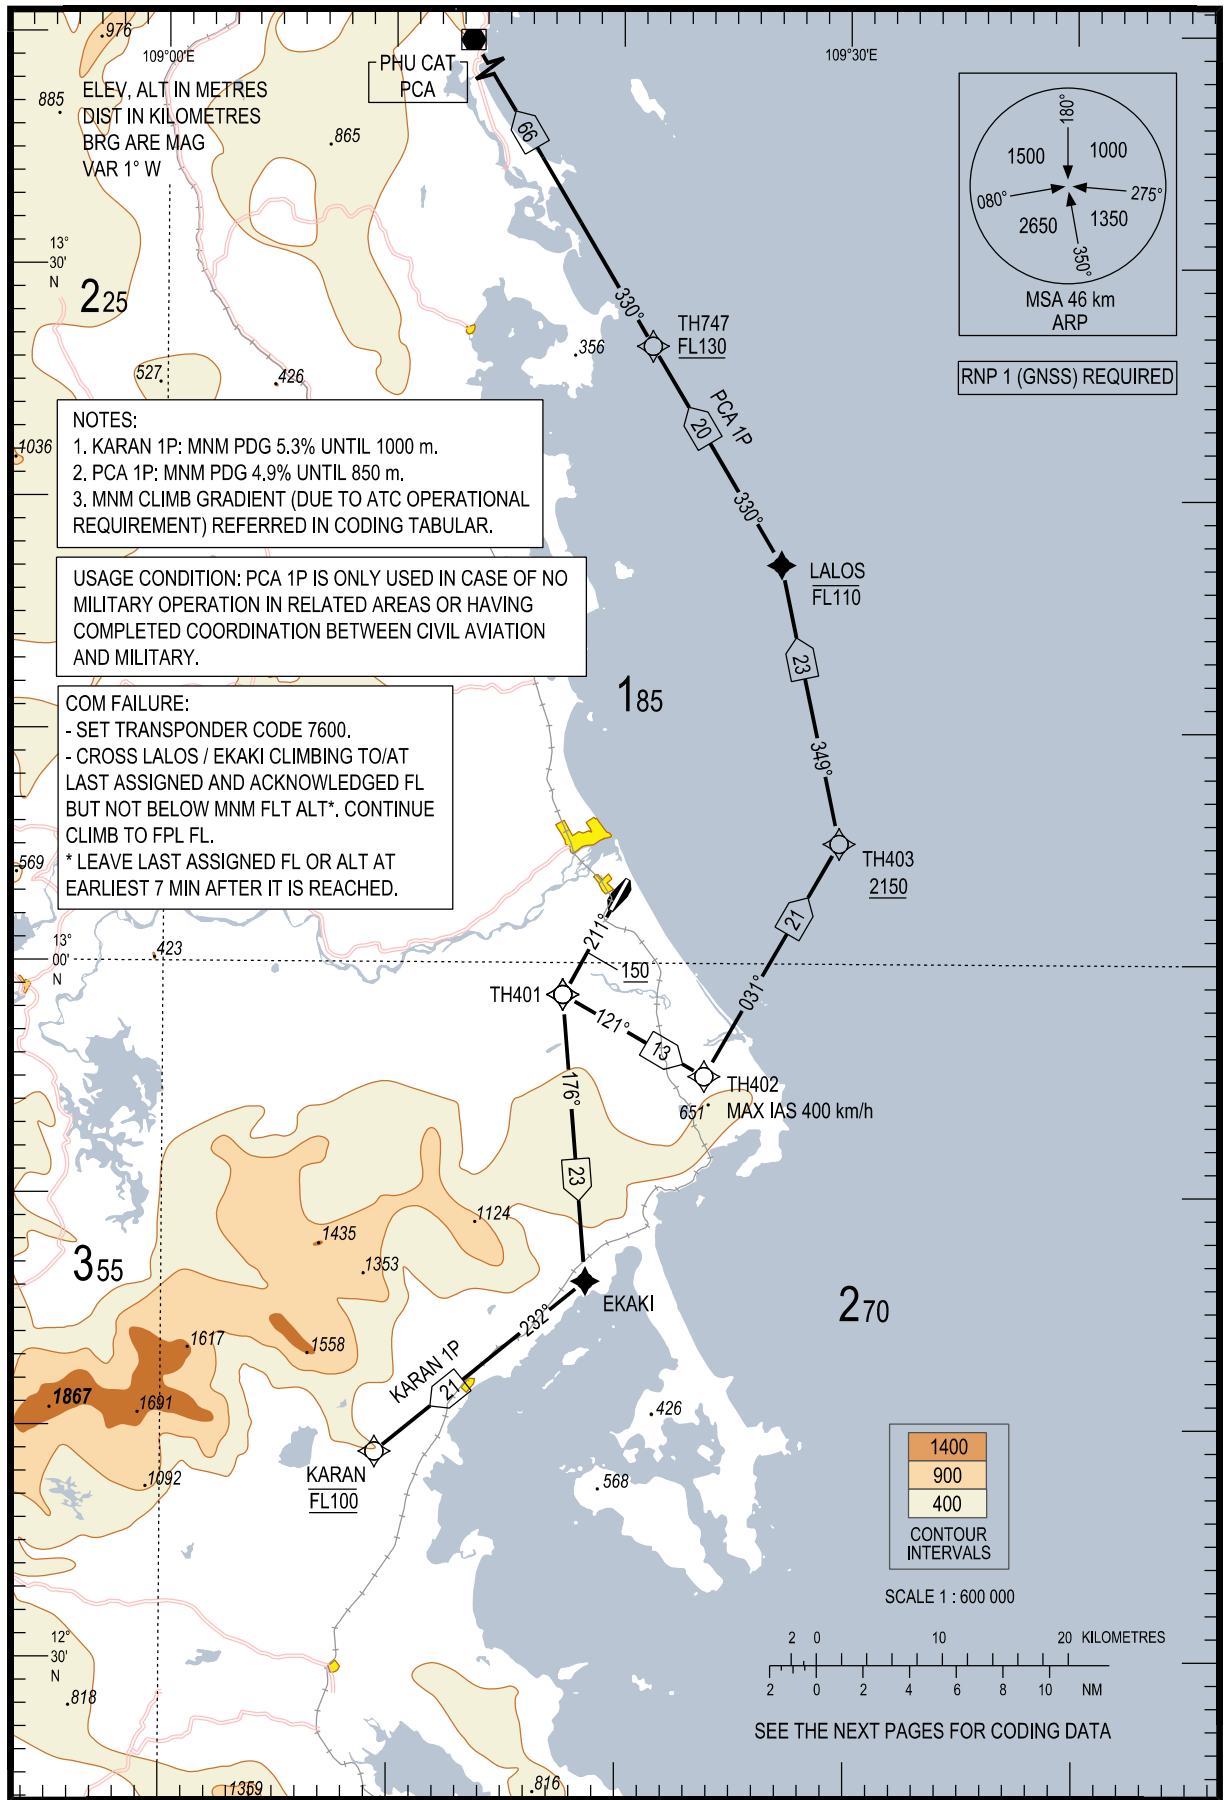 976
109°00'E
109°30'E
PHU CAT
PCA
ELEV, ALT IN METRES
DIST IN KILOMETRES
BRG ARE MAG
VAR 1° W
885
865
66
180°
1500
1000
080°
275°
2650
1350
350°
MSA 46 km
ARP
13°
30'
N
225
330°
TH747
FL130
356
527
426
RNP 1 (GNSS) REQUIRED
PCA 1P
20
NOTES:
1. KARAN 1P: MNM PDG 5.3% UNTIL 1000 m.
2. PCA 1P: MNM PDG 4.9% UNTIL 850 m.
3. MNM CLIMB GRADIENT (DUE TO ATC OPERATIONAL
REQUIREMENT) REFERRED IN CODING TABULAR.
1036
330°
LALOS
FL110
USAGE CONDITION: PCA 1P IS ONLY USED IN CASE OF NO
MILITARY OPERATION IN RELATED AREAS OR HAVING
COMPLETED COORDINATION BETWEEN CIVIL AVIATION
AND MILITARY.
23
185
COM FAILURE:
- SET TRANSPONDER CODE 7600.
- CROSS LALOS / EKAKI CLIMBING TO/AT
LAST ASSIGNED AND ACKNOWLEDGED FL
BUT NOT BELOW MNM FLT ALT*. CONTINUE
CLIMB TO FPL FL.
* LEAVE LAST ASSIGNED FL OR ALT AT
EARLIEST 7 MIN AFTER IT IS REACHED.
349°
569
TH403
2150
21
211°
13°
00'
N
423
150
TH401
031°
121°
13
TH402
MAX IAS 400 km/h
651
176°
23
1124
1435
1353
355
EKAKI
270
232°
1617
1558
KARAN 1P
21
1867
1691
426
1092
KARAN
FL100
568
1400
900
400
CONTOUR
INTERVALS
SCALE 1 : 600 000
12°
30'
N
2 0 10 20 KILOMETRES
2 0 2 4 6 8 10 NM
818
SEE THE NEXT PAGES FOR CODING DATA
1359
816